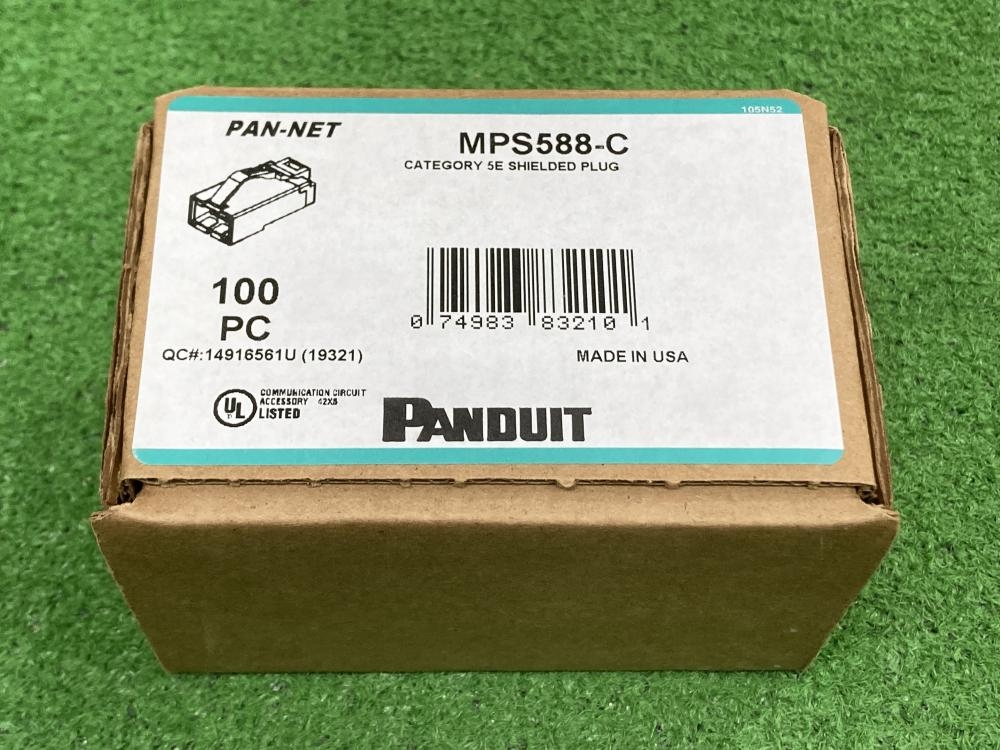 105N52
PAN-NET
MPS588-C
CATEGORY 5E SHIELDED PLUG
100
PC
0 74983 83210 1
QC#:14916561U (19321)
MADE IN USA
UL
LISTED
COMMUNICATION CIRCUIT
ACCESSORY 42X8
PANDUIT